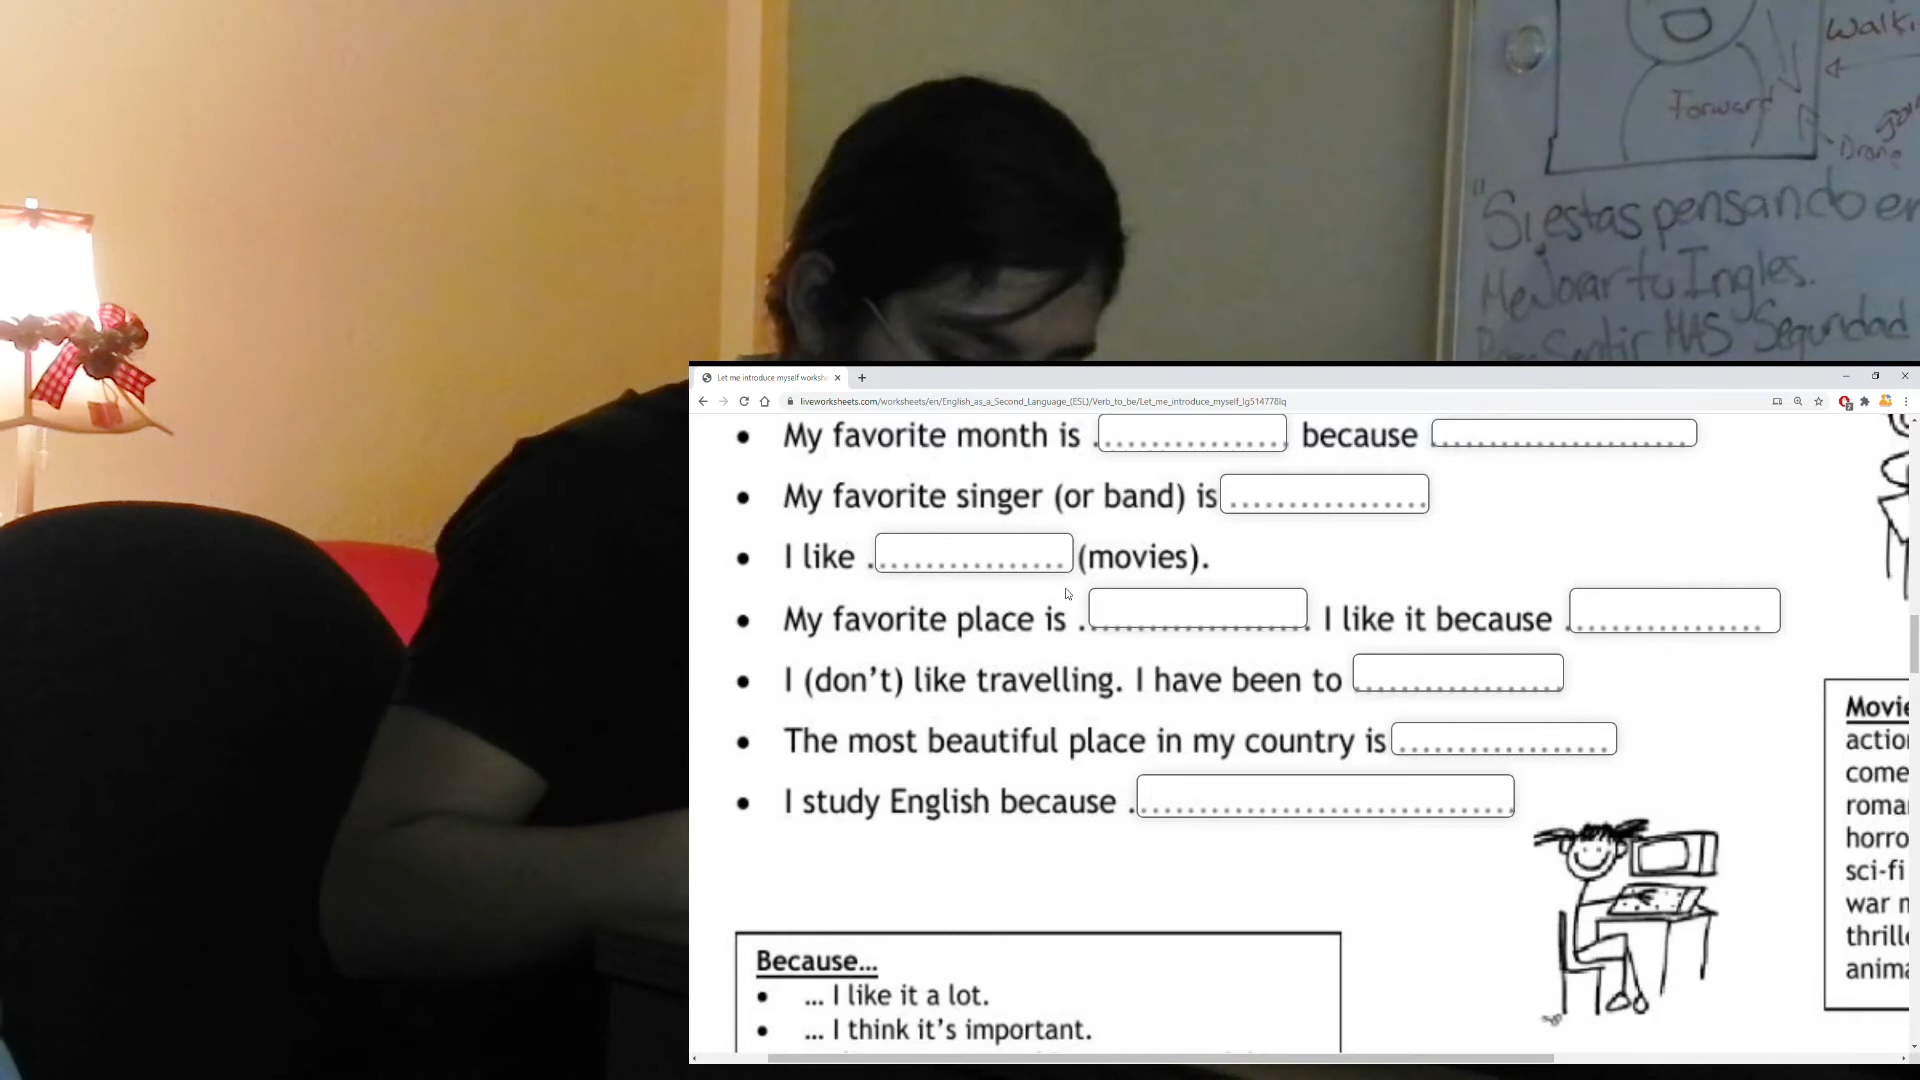 Walk
Forward
Drone
"Si estas pensando en
Mejorar tu Ingles.
Sentir MAS Seguridad
Let me introduce myself worksh
liveworksheets.com/worksheets/en/English_as_a_Second_Language_(ESL)/Verb_to_be/Let_me_introduce_myself_lg514778lq
• My favorite month is .................. because ......................
• My favorite singer (or band) is .................
• I like ................. (movies).
• My favorite place is .................... I like it because .................
• I (don't) like travelling. I have been to ..................
• The most beautiful place in my country is ..................
• I study English because ................................
Movie
action
come
roma
horro
sci-fi
war m
thrille
anima
Because...
• ... I like it a lot.
• ... I think it's important.